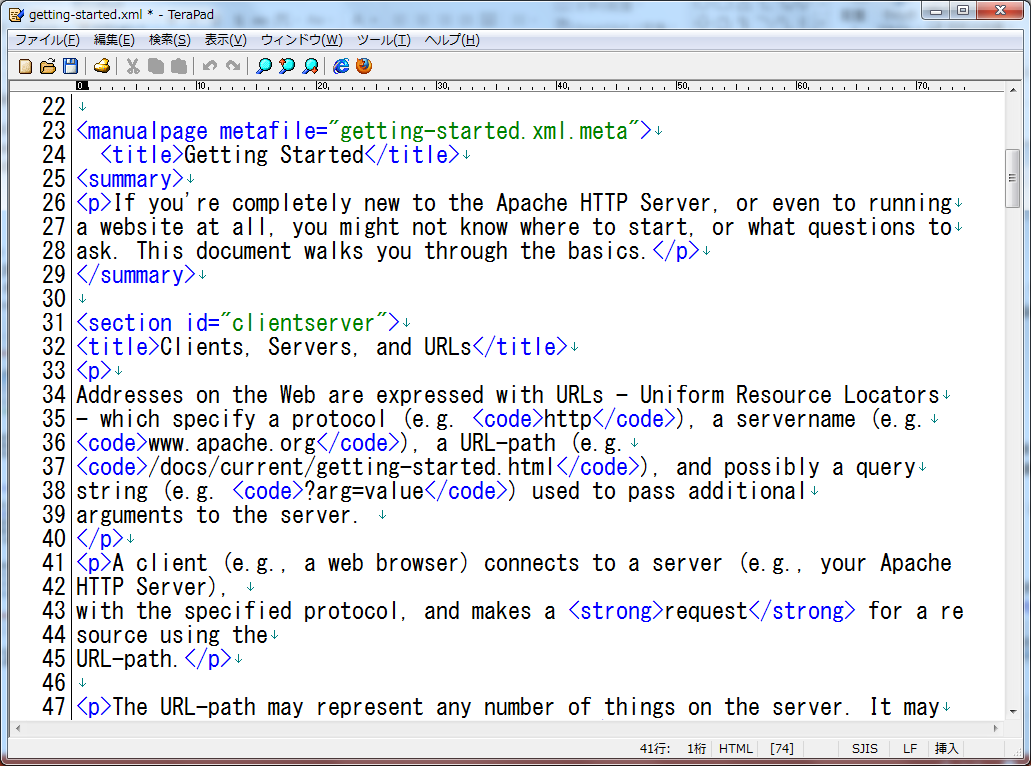 getting-started.xml * - TeraPad
ファイル(F) 編集(E) 検索(S) 表示(V) ウィンドウ(W) ツール(T) ヘルプ(H)
0 10 20 30 40 50 60 70
22 ↓
23 <manualpage metafile="getting-started.xml.meta">↓
24   <title>Getting Started</title>↓
25 <summary>↓
26 <p>If you're completely new to the Apache HTTP Server, or even to running↓
27 a website at all, you might not know where to start, or what questions to↓
28 ask. This document walks you through the basics.</p>↓
29 </summary>↓
30 ↓
31 <section id="clientserver">↓
32 <title>Clients, Servers, and URLs</title>↓
33 <p>↓
34 Addresses on the Web are expressed with URLs - Uniform Resource Locators↓
35 - which specify a protocol (e.g. <code>http</code>), a servername (e.g.↓
36 <code>www.apache.org</code>), a URL-path (e.g.↓
37 <code>/docs/current/getting-started.html</code>), and possibly a query↓
38 string (e.g. <code>?arg=value</code>) used to pass additional↓
39 arguments to the server. ↓
40 </p>↓
41 <p>A client (e.g., a web browser) connects to a server (e.g., your Apache
42 HTTP Server), ↓
43 with the specified protocol, and makes a <strong>request</strong> for a re
44 source using the↓
45 URL-path.</p>↓
46 ↓
47 <p>The URL-path may represent any number of things on the server. It may↓
41行: 1桁 HTML [74] SJIS LF 挿入